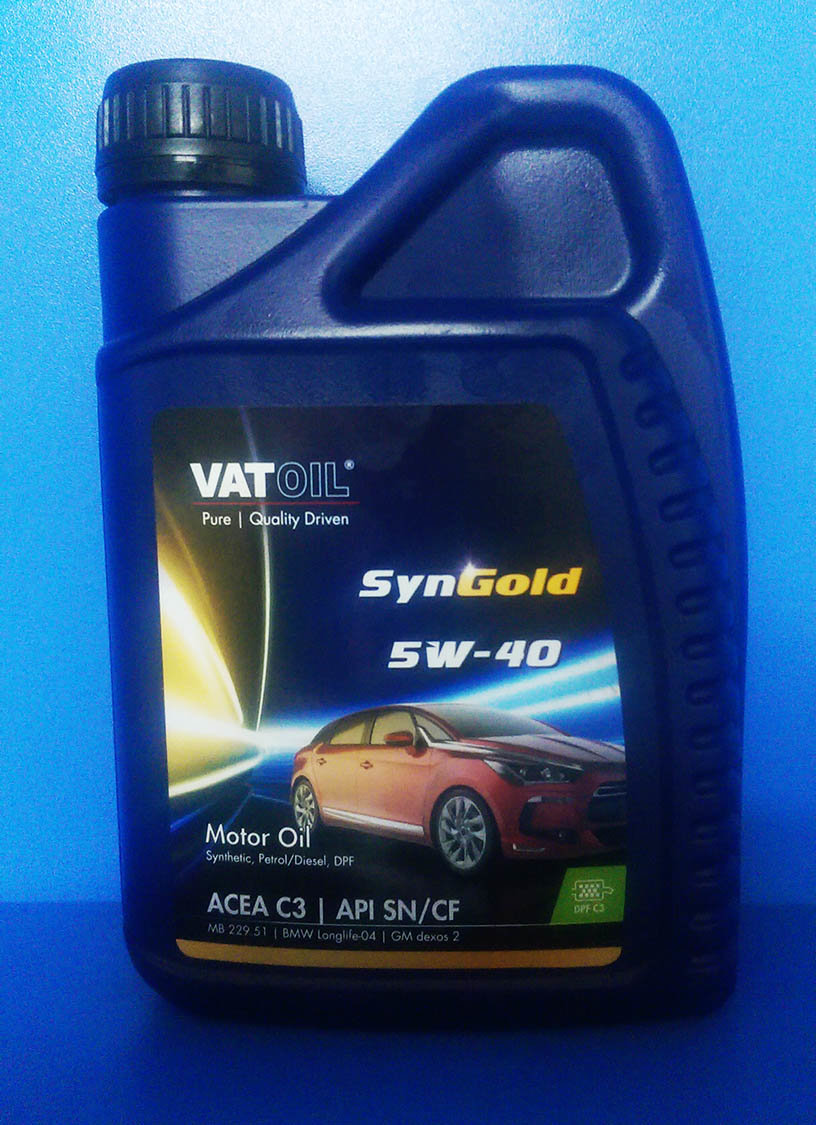 VATOIL®
Pure | Quality Driven
SynGold
5W-40
Motor Oil
Synthetic, Petrol/Diesel, DPF
ACEA C3 | API SN/CF
MB 229.51 | BMW Longlife-04 | GM dexos 2
DPF C3